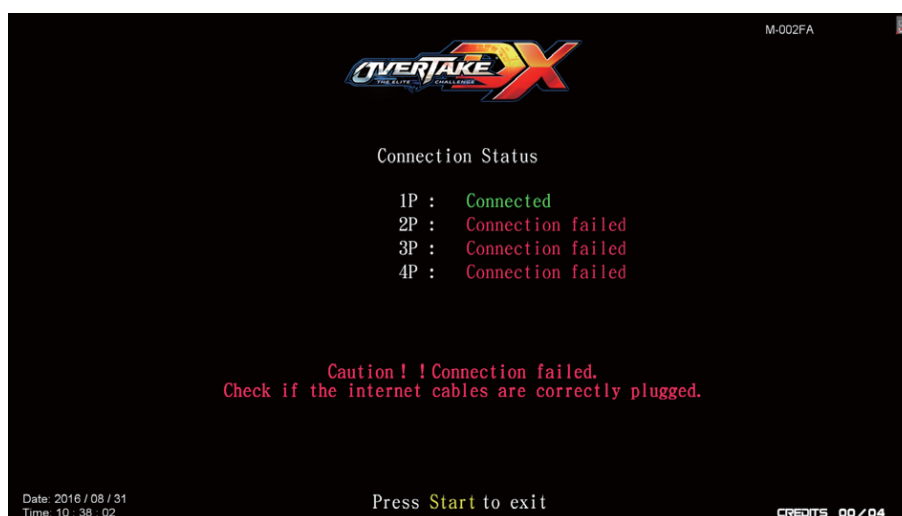 M-002FA
OVERTAKE DX
THE ELITE CHALLENGE
Connection Status
1P : Connected
2P : Connection failed
3P : Connection failed
4P : Connection failed
Caution!!Connection failed.
Check if the internet cables are correctly plugged.
Date: 2016 / 08 / 31
Time: 10 : 38 : 02
Press Start to exit
CREDITS 00/04